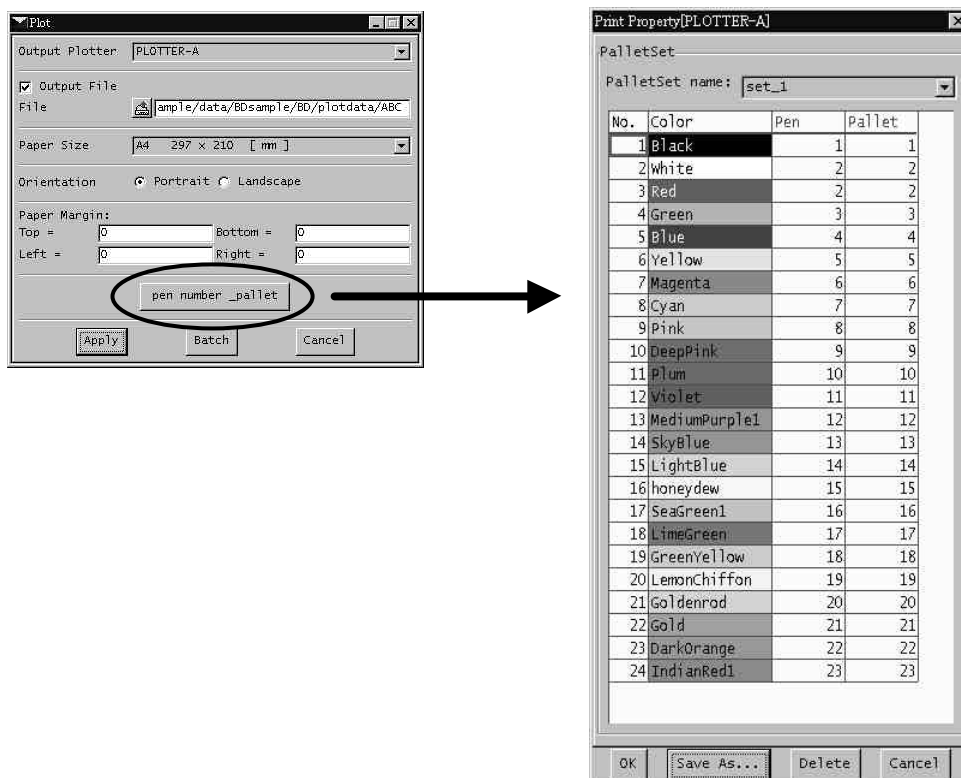 Plot
Output Plotter PLOTTER-A
Output File
File ample/data/BDsample/BD/plotdata/ABC
Paper Size A4 297 × 210 [ mm ]
Orientation Portrait Landscape
Paper Margin:
Top = 0 Bottom = 0
Left = 0 Right = 0
pen number _pallet
Apply Batch Cancel
Print Property[PLOTTER-A]
PalletSet
PalletSet name: set_1
No. Color Pen Pallet
1 Black 1 1
2 White 2 2
3 Red 2 2
4 Green 3 3
5 Blue 4 4
6 Yellow 5 5
7 Magenta 6 6
8 Cyan 7 7
9 Pink 8 8
10 DeepPink 9 9
11 Plum 10 10
12 Violet 11 11
13 MediumPurple1 12 12
14 SkyBlue 13 13
15 LightBlue 14 14
16 honeydew 15 15
17 SeaGreen1 16 16
18 LimeGreen 17 17
19 GreenYellow 18 18
20 LemonChiffon 19 19
21 Goldenrod 20 20
22 Gold 21 21
23 DarkOrange 22 22
24 IndianRed1 23 23
OK Save As... Delete Cancel